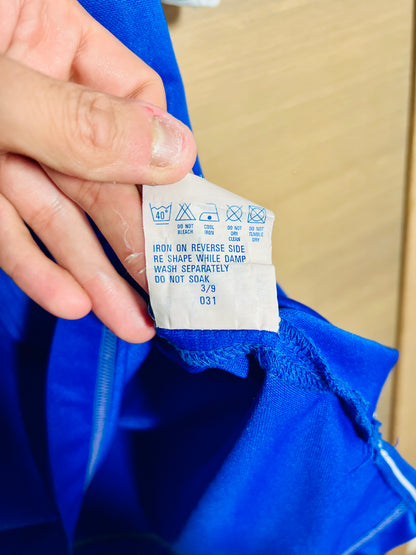 40°
DO NOT BLEACH
COOL IRON
DO NOT DRY CLEAN
DO NOT TUMBLE DRY
IRON ON REVERSE SIDE
RE SHAPE WHILE DAMP
WASH SEPARATELY
DO NOT SOAK
3/9
031